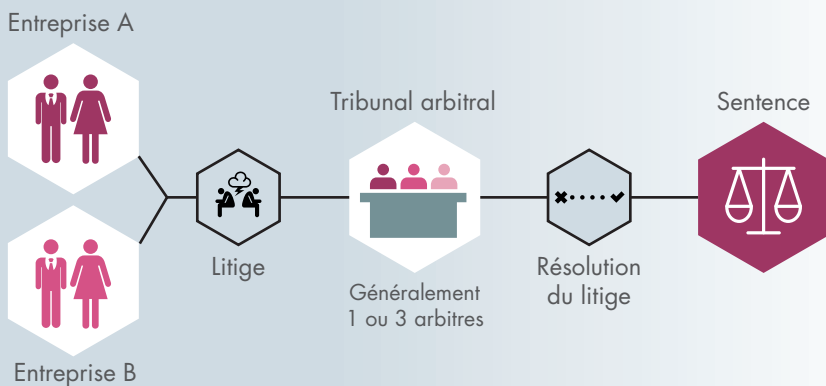 Entreprise A
Entreprise B
Litige
Tribunal arbitral
Généralement
1 ou 3 arbitres
Résolution
du litige
Sentence